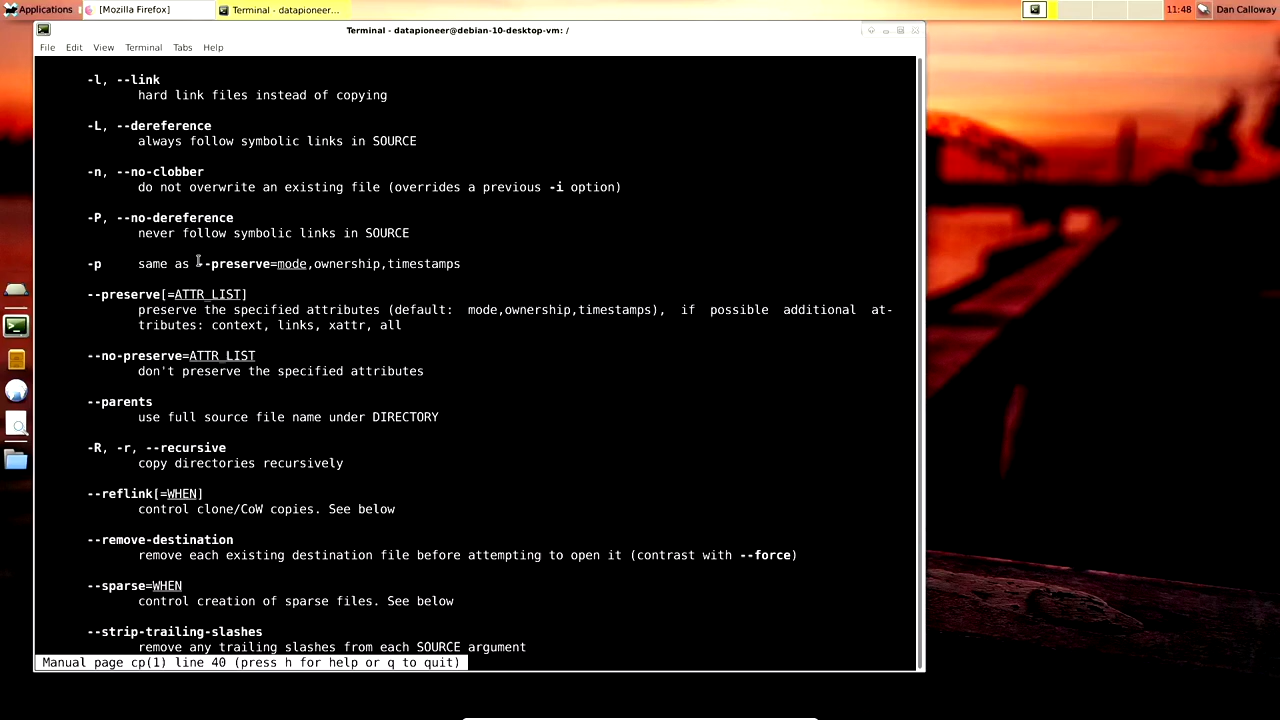 Applications
[Mozilla Firefox]
Terminal - datapioneer...
11:48
Dan Calloway
Terminal - datapioneer@debian-10-desktop-vm: /
File Edit View Terminal Tabs Help
-l, --link
hard link files instead of copying
-L, --dereference
always follow symbolic links in SOURCE
-n, --no-clobber
do not overwrite an existing file (overrides a previous -i option)
-P, --no-dereference
never follow symbolic links in SOURCE
-p same as --preserve=mode,ownership,timestamps
--preserve[=ATTR_LIST]
preserve the specified attributes (default: mode,ownership,timestamps), if possible additional at-
tributes: context, links, xattr, all
--no-preserve=ATTR_LIST
don't preserve the specified attributes
--parents
use full source file name under DIRECTORY
-R, -r, --recursive
copy directories recursively
--reflink[=WHEN]
control clone/CoW copies. See below
--remove-destination
remove each existing destination file before attempting to open it (contrast with --force)
--sparse=WHEN
control creation of sparse files. See below
--strip-trailing-slashes
remove any trailing slashes from each SOURCE argument
Manual page cp(1) line 40 (press h for help or q to quit)